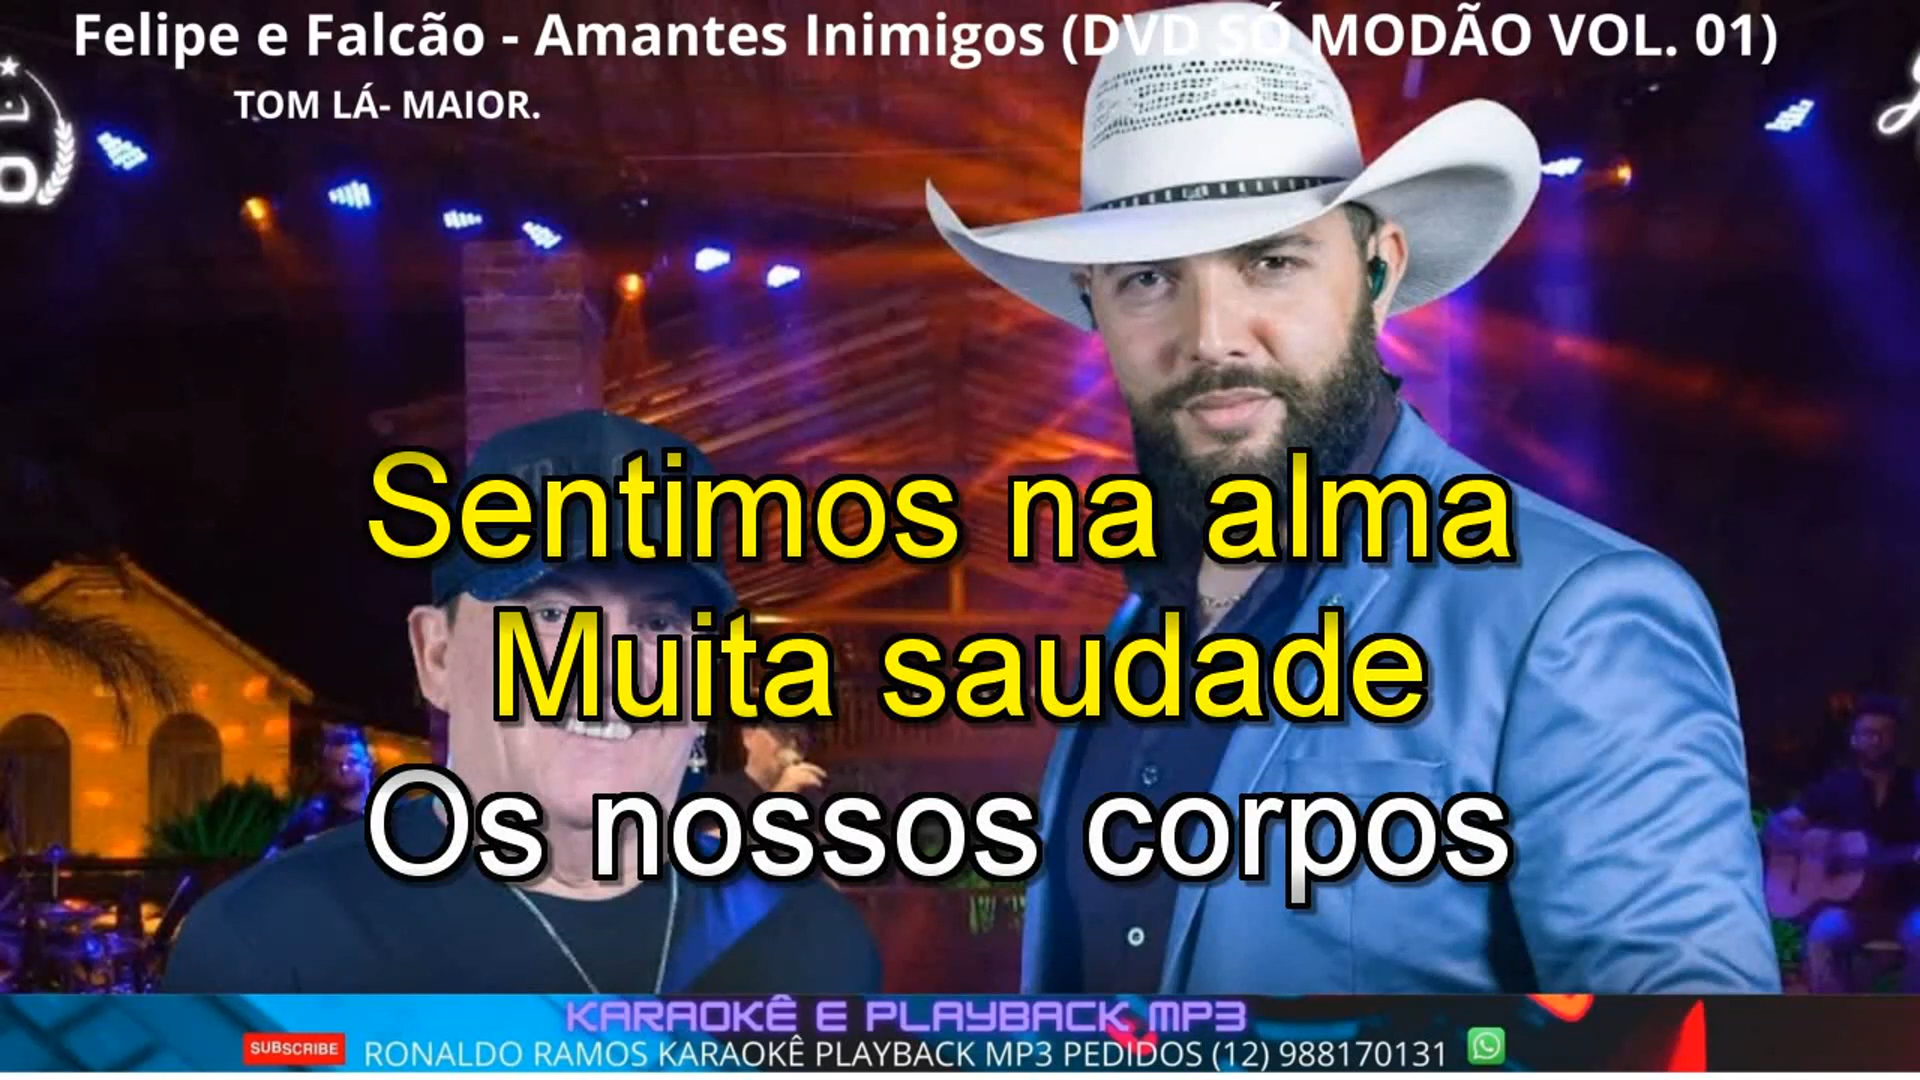 Felipe e Falcão - Amantes Inimigos (DVD SÓ MODÃO VOL. 01)
TOM LÁ- MAIOR.
Sentimos na alma
Muita saudade
Os nossos corpos
KARAOKÊ E PLAYBACK MP3
SUBSCRIBE
RONALDO RAMOS KARAOKÊ PLAYBACK MP3 PEDIDOS (12) 988170131